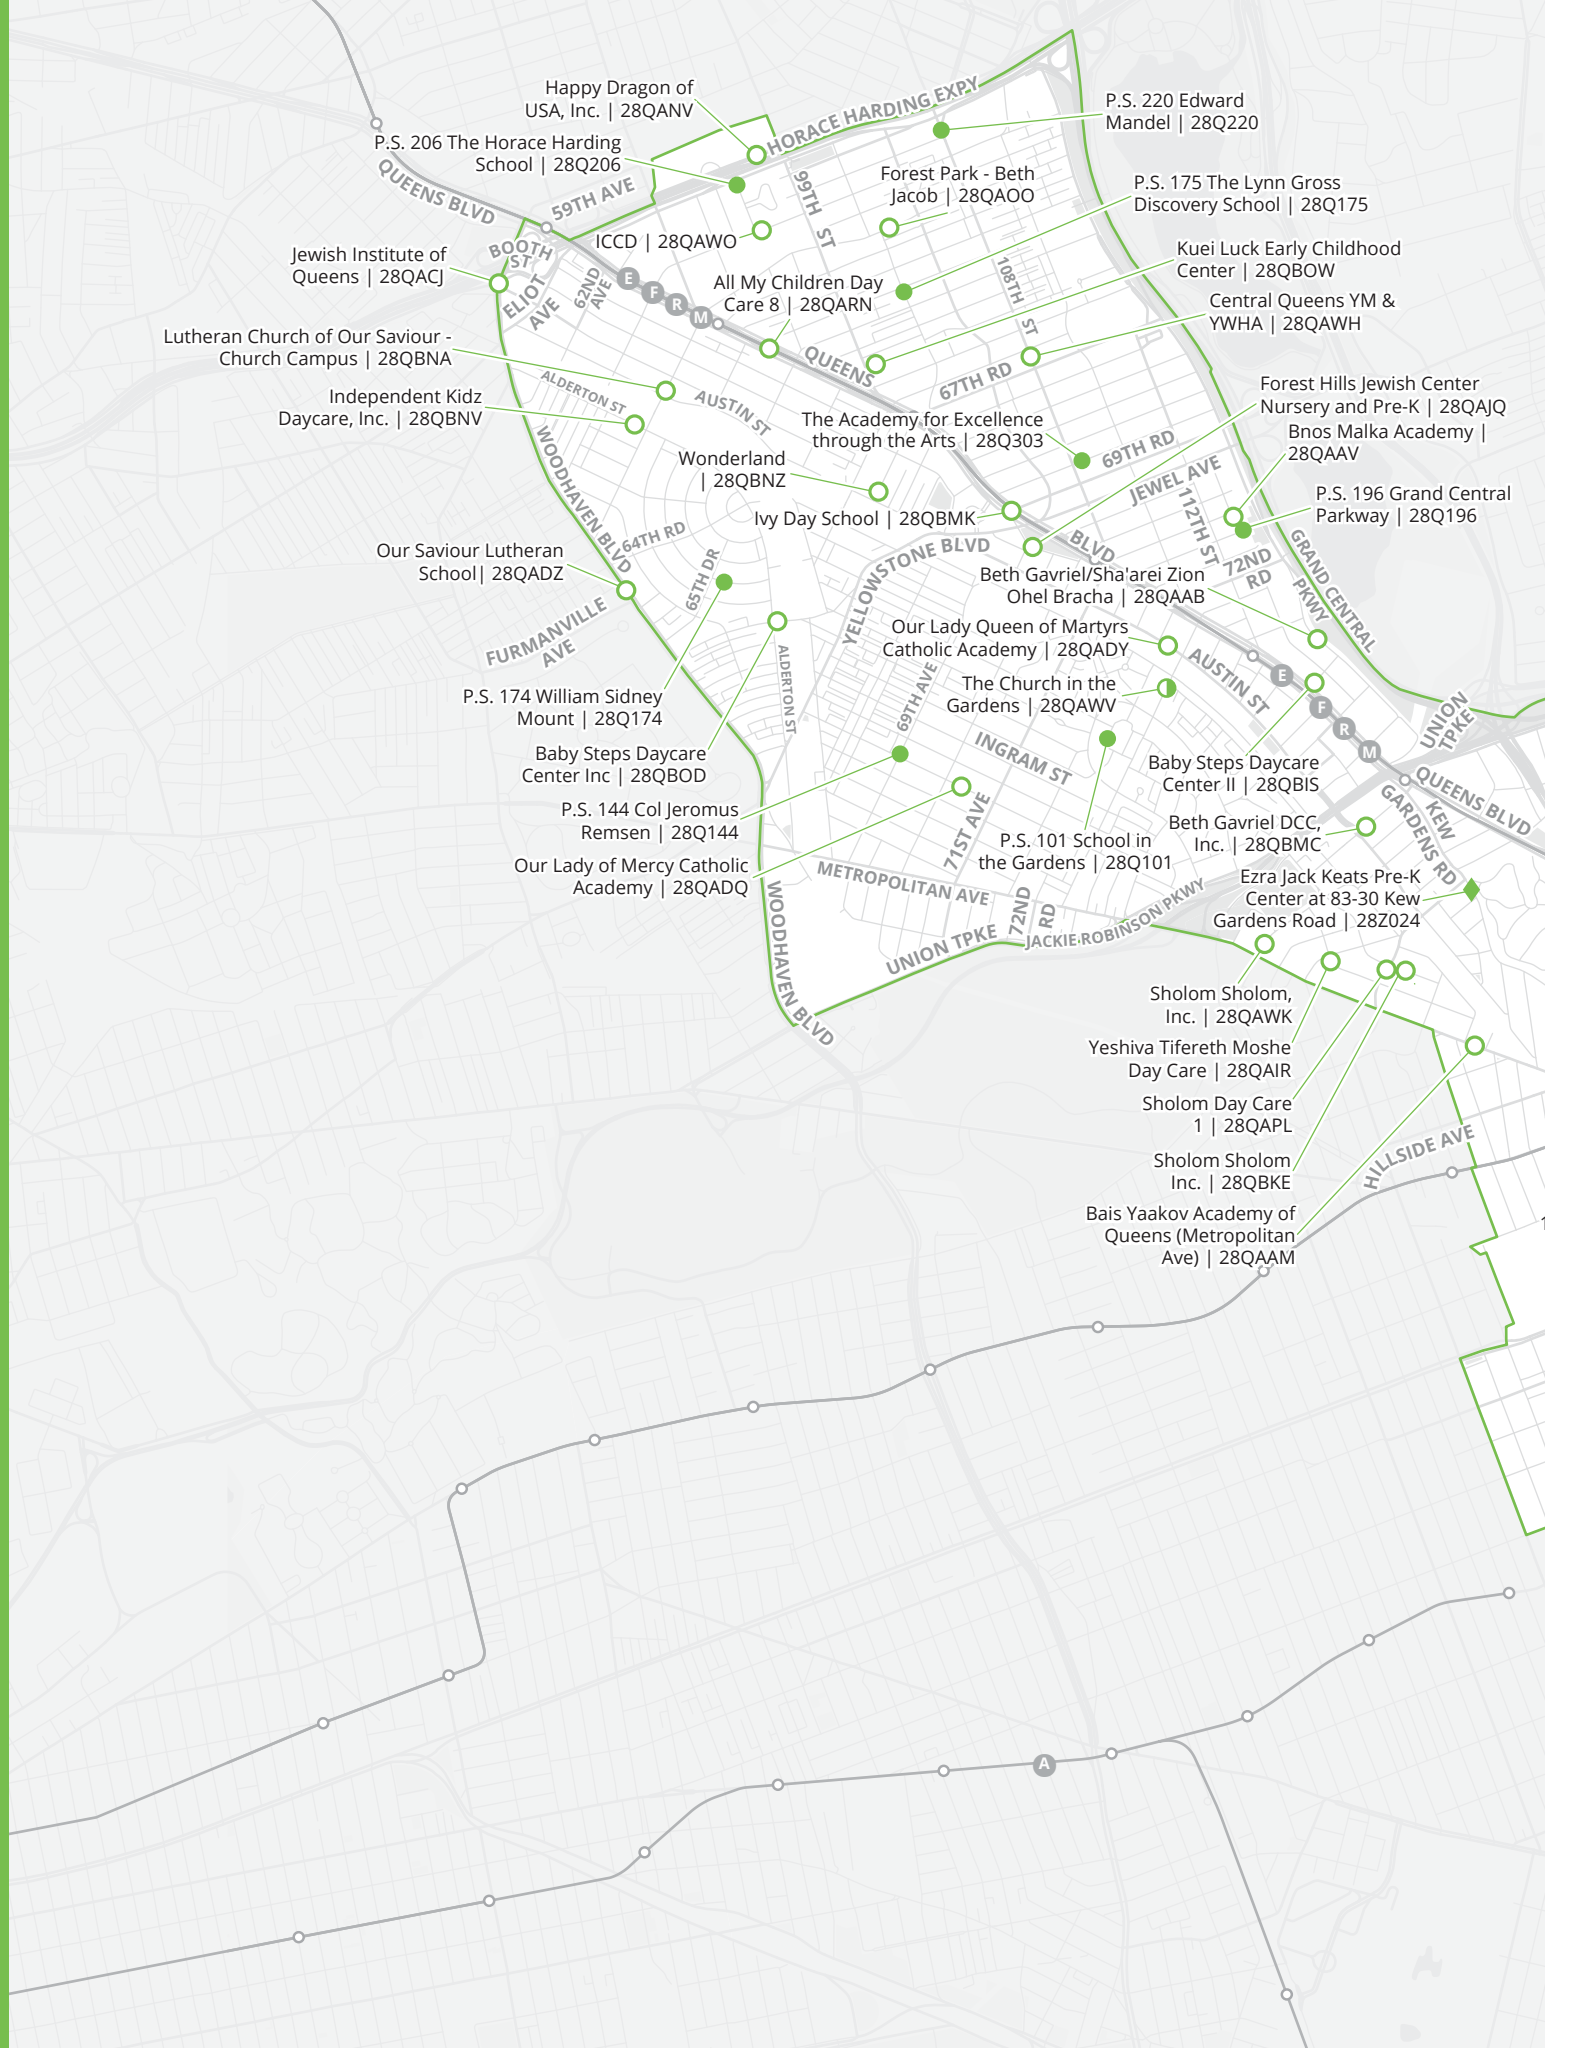 Happy Dragon of
USA, Inc. | 28QANV
HORACE HARDING EXPY
P.S. 220 Edward
Mandel | 28Q220
P.S. 206 The Horace Harding
School | 28Q206
QUEENS BLVD
59TH AVE
99TH ST
Forest Park - Beth
Jacob | 28QAOO
P.S. 175 The Lynn Gross
Discovery School | 28Q175
ICCD | 28QAWO
BOOTH
ST
Jewish Institute of
Queens | 28QACJ
ELIOT
AVE
62ND
AVE
E
F
R
M
All My Children Day
Care 8 | 28QARN
108TH ST
Kuei Luck Early Childhood
Center | 28QBOW
Central Queens YM &
YWHA | 28QAWH
Lutheran Church of Our Saviour -
Church Campus | 28QBNA
QUEENS
67TH RD
Independent Kidz
Daycare, Inc. | 28QBNV
ALDERTON ST
AUSTIN ST
Forest Hills Jewish Center
Nursery and Pre-K | 28QAJQ
The Academy for Excellence
through the Arts | 28Q303
69TH RD
Bnos Malka Academy |
28QAAV
WOODHAVEN BLVD
Wonderland
| 28QBNZ
JEWEL AVE
112TH ST
P.S. 196 Grand Central
Parkway | 28Q196
Ivy Day School | 28QBMK
64TH RD
65TH DR
YELLOWSTONE BLVD
BLVD
72ND
RD
GRAND CENTRAL
PKWY
Our Saviour Lutheran
School| 28QADZ
Beth Gavriel/Sha'arei Zion
Ohel Bracha | 28QAAB
FURMANVILLE
AVE
Our Lady Queen of Martyrs
Catholic Academy | 28QADY
ALDERTON ST
69TH AVE
AUSTIN ST
E
F
R
M
The Church in the
Gardens | 28QAWV
P.S. 174 William Sidney
Mount | 28Q174
UNION
TPKE
INGRAM ST
Baby Steps Daycare
Center Inc | 28QBOD
Baby Steps Daycare
Center II | 28QBIS
QUEENS BLVD
P.S. 144 Col Jeromus
Remsen | 28Q144
71ST AVE
P.S. 101 School in
the Gardens | 28Q101
Beth Gavriel DCC,
Inc. | 28QBMC
KEW
GARDENS RD
Our Lady of Mercy Catholic
Academy | 28QADQ
METROPOLITAN AVE
Ezra Jack Keats Pre-K
Center at 83-30 Kew
Gardens Road | 28Z024
72ND
RD
JACKIE ROBINSON PKWY
UNION TPKE
WOODHAVEN BLVD
Sholom Sholom,
Inc. | 28QAWK
Yeshiva Tifereth Moshe
Day Care | 28QAIR
Sholom Day Care
1 | 28QAPL
HILLSIDE AVE
Sholom Sholom
Inc. | 28QBKE
Bais Yaakov Academy of
Queens (Metropolitan
Ave) | 28QAAM
A